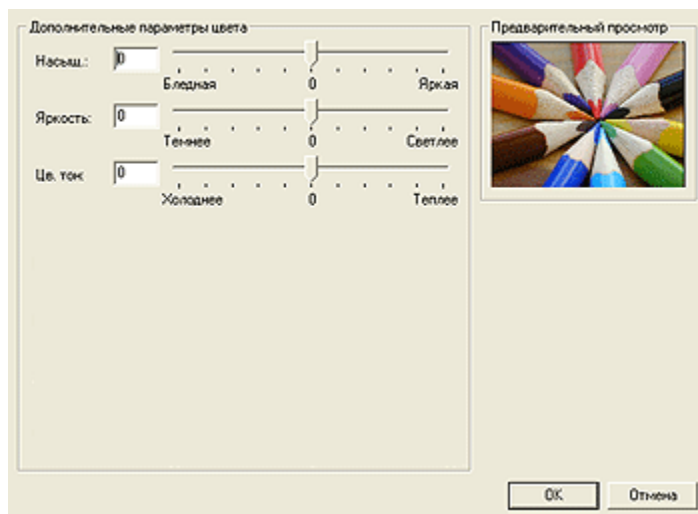 Дополнительные параметры цвета
Предварительный просмотр
Насыщ.: 0
Бледная 0 Яркая
Яркость: 0
Темнее 0 Светлее
Цв. тон: 0
Холоднее 0 Теплее
OK Отмена